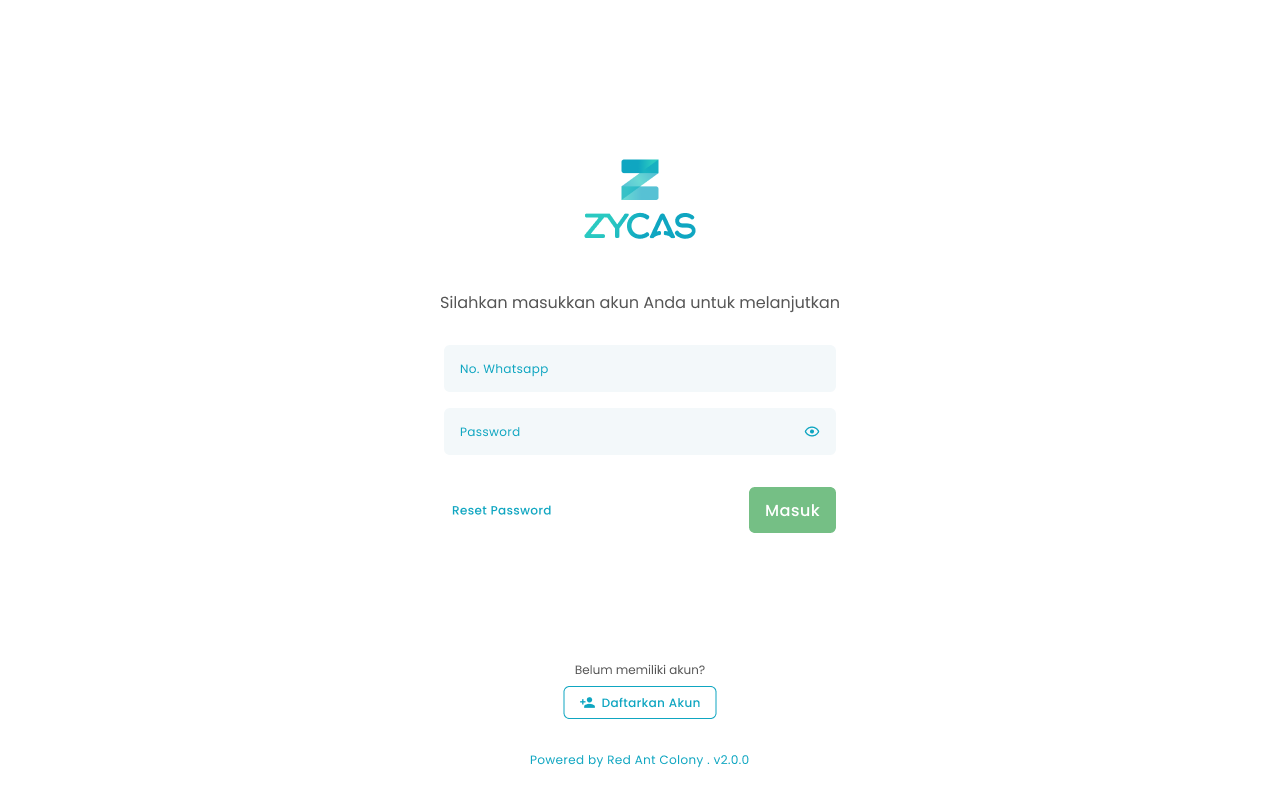 ZYCAS
Silahkan masukkan akun Anda untuk melanjutkan
No. Whatsapp
Password
Reset Password
Masuk
Belum memiliki akun?
Daftarkan Akun
Powered by Red Ant Colony . v2.0.0